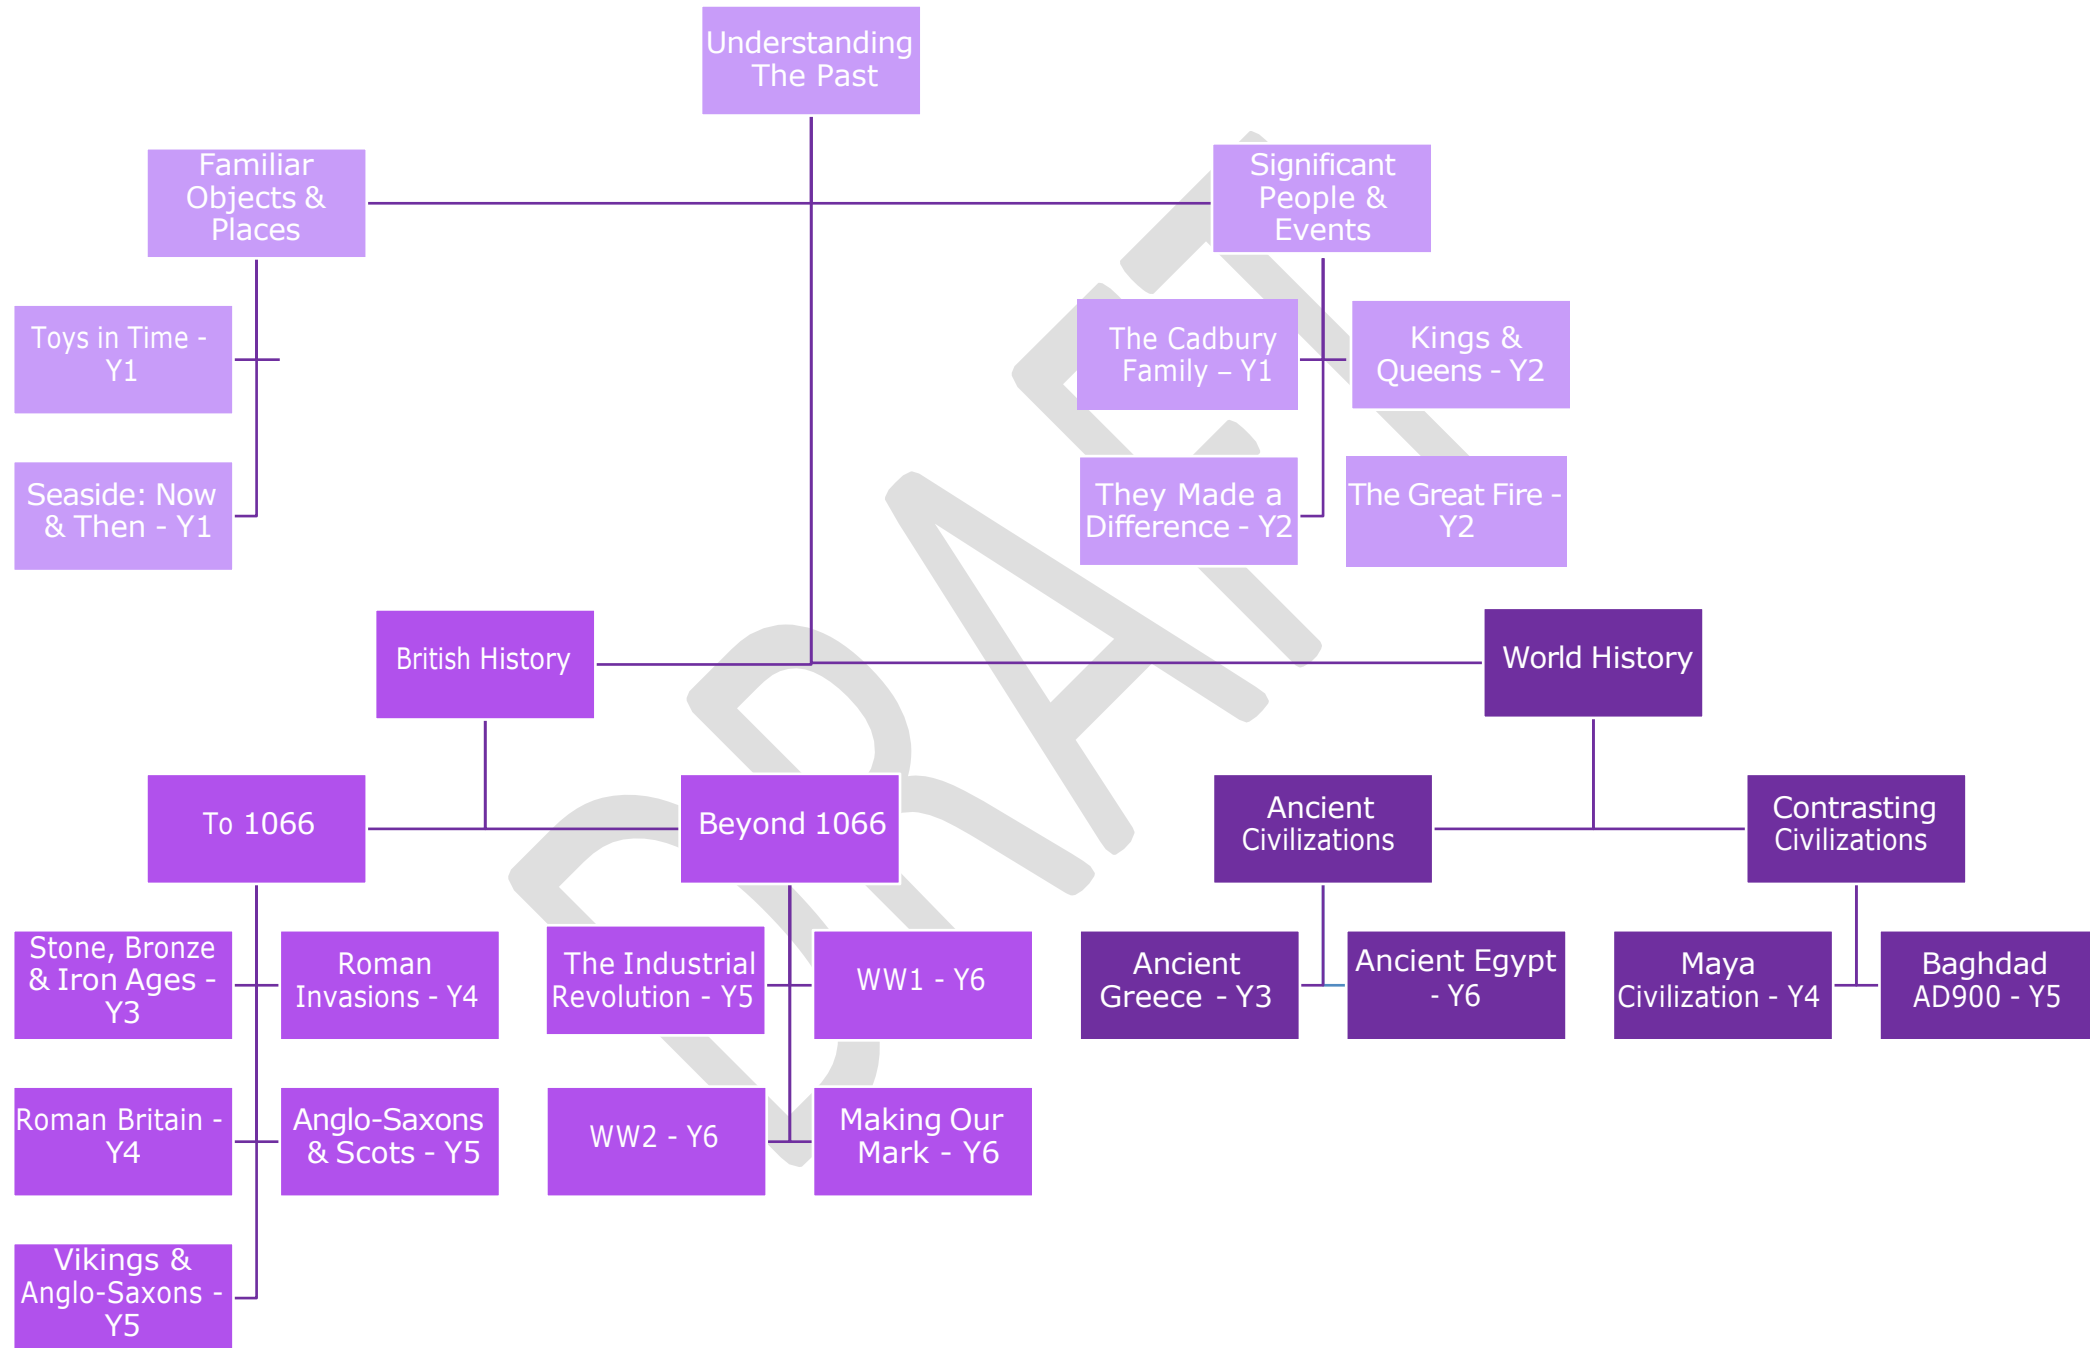 Understanding
The Past
Familiar
Objects &
Places
Significant
People &
Events
Toys in Time -
Y1
The Cadbury
Family – Y1
Kings &
Queens - Y2
Seaside: Now
& Then - Y1
They Made a
Difference - Y2
The Great Fire -
Y2
British History
World History
To 1066
Beyond 1066
Ancient
Civilizations
Contrasting
Civilizations
Stone, Bronze
& Iron Ages -
Y3
Roman
Invasions - Y4
The Industrial
Revolution - Y5
WW1 - Y6
Ancient
Greece - Y3
Ancient Egypt
- Y6
Maya
Civilization - Y4
Baghdad
AD900 - Y5
Roman Britain -
Y4
Anglo-Saxons
& Scots - Y5
WW2 - Y6
Making Our
Mark - Y6
Vikings &
Anglo-Saxons -
Y5
DRAFT